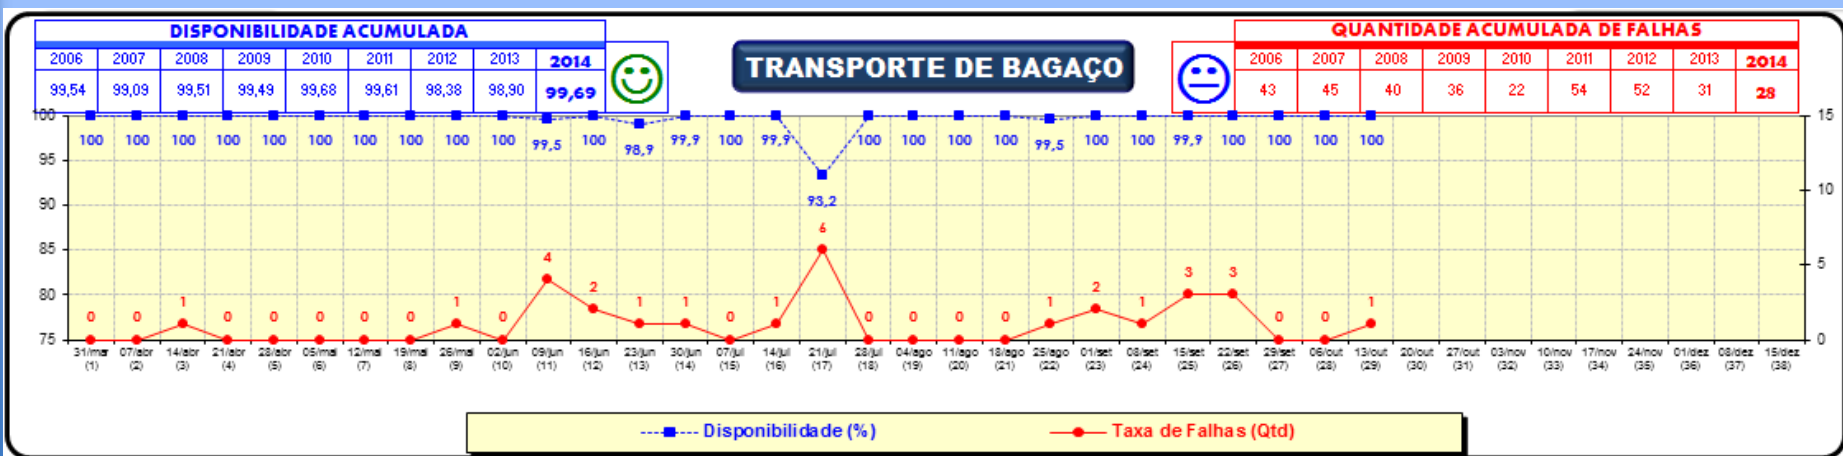 DISPONIBILIDADE ACUMULADA
2006 2007 2008 2009 2010 2011 2012 2013 2014
99,54 99,09 99,51 99,49 99,68 99,61 98,38 98,90 99,69
TRANSPORTE DE BAGAÇO
QUANTIDADE ACUMULADA DE FALHAS
2006 2007 2008 2009 2010 2011 2012 2013 2014
43 45 40 36 22 54 52 31 28
100 95 90 85 80 75
15 10 5 0
100 100 100 100 100 100 100 100 100 100 99,5 100 98,9 99,9 100 99,9 93,2 100 100 100 100 99,5 100 100 99,9 100 100 100 100
0 0 1 0 0 0 0 0 1 0 4 2 1 1 0 1 6 0 0 0 0 1 2 1 3 3 0 0 1
31/mar 07/abr 14/abr 21/abr 28/abr 05/mai 12/mai 19/mai 26/mai 02/jun 09/jun 16/jun 23/jun 30/jun 07/jul 14/jul 21/jul 28/jul 04/ago 11/ago 18/ago 25/ago 01/set 08/set 15/set 22/set 29/set 06/out 13/out 20/out 27/out 03/nov 10/nov 17/nov 24/nov 01/dez 08/dez 15/dez
(1) (2) (3) (4) (5) (6) (7) (8) (9) (10) (11) (12) (13) (14) (15) (16) (17) (18) (19) (20) (21) (22) (23) (24) (25) (26) (27) (28) (29) (30) (31) (32) (33) (34) (35) (36) (37) (38)
Disponibilidade (%) Taxa de Falhas (Qtd)